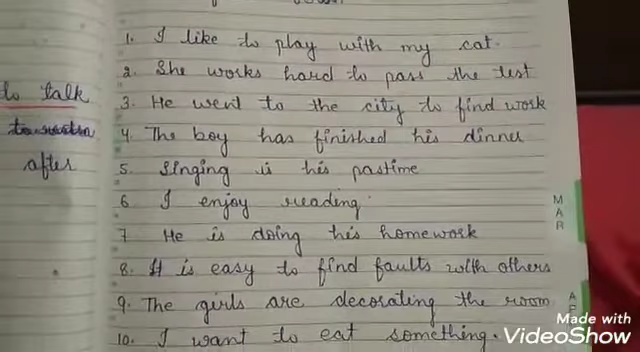 to talk
after
1. I like to play with my cat.
2. She works hard to pass the test
3. He went to the city to find work
4. The boy has finished his dinner
5. Singing is his pastime
6 I enjoy reading.
7 He is doing his homework
8. It is easy to find faults with others
9. The girls are decorating the room
10. I want to eat something.
MAR
Made with
VideoShow